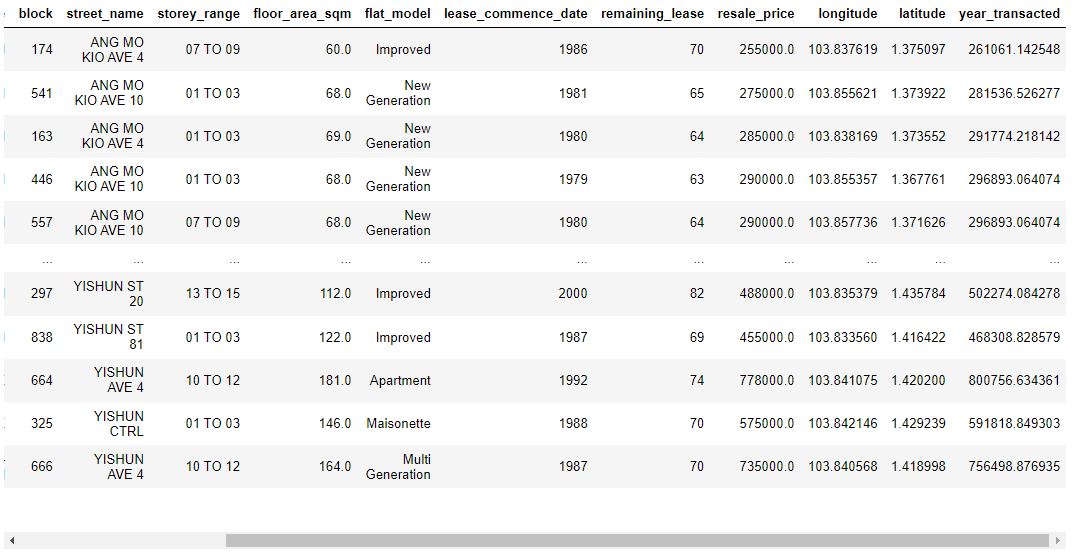 block street_name storey_range floor_area_sqm flat_model lease_commence_date remaining_lease resale_price longitude latitude year_transacted
174 ANG MO KIO AVE 4 07 TO 09 60.0 Improved 1986 70 255000.0 103.837619 1.375097 261061.142548
541 ANG MO KIO AVE 10 01 TO 03 68.0 New Generation 1981 65 275000.0 103.855621 1.373922 281536.526277
163 ANG MO KIO AVE 4 01 TO 03 69.0 New Generation 1980 64 285000.0 103.838169 1.373552 291774.218142
446 ANG MO KIO AVE 10 01 TO 03 68.0 New Generation 1979 63 290000.0 103.855357 1.367761 296893.064074
557 ANG MO KIO AVE 10 07 TO 09 68.0 New Generation 1980 64 290000.0 103.857736 1.371626 296893.064074
... ... ... ... ... ... ... ... ... ... ...
297 YISHUN ST 20 13 TO 15 112.0 Improved 2000 82 488000.0 103.835379 1.435784 502274.084278
838 YISHUN ST 81 01 TO 03 122.0 Improved 1987 69 455000.0 103.833560 1.416422 468308.828579
664 YISHUN AVE 4 10 TO 12 181.0 Apartment 1992 74 778000.0 103.841075 1.420200 800756.634361
325 YISHUN CTRL 01 TO 03 146.0 Maisonette 1988 70 575000.0 103.842146 1.429239 591818.849303
666 YISHUN AVE 4 10 TO 12 164.0 Multi Generation 1987 70 735000.0 103.840568 1.418998 756498.876935